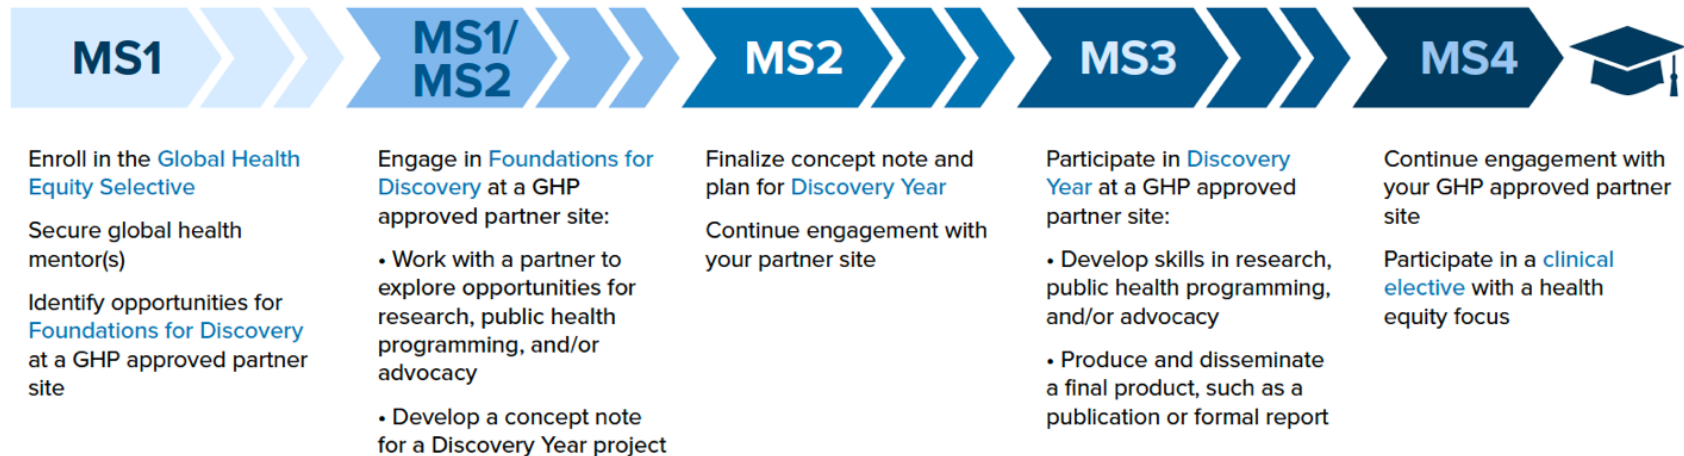 MS1
MS1/
MS2
MS2
MS3
MS4
Enroll in the Global Health
Equity Selective
Secure global health
mentor(s)
Identify opportunities for
Foundations for Discovery
at a GHP approved partner
site
Engage in Foundations for
Discovery at a GHP
approved partner site:
• Work with a partner to
explore opportunities for
research, public health
programming, and/or
advocacy
• Develop a concept note
for a Discovery Year project
Finalize concept note and
plan for Discovery Year
Continue engagement with
your partner site
Participate in Discovery
Year at a GHP approved
partner site:
• Develop skills in research,
public health programming,
and/or advocacy
• Produce and disseminate
a final product, such as a
publication or formal report
Continue engagement with
your GHP approved partner
site
Participate in a clinical
elective with a health
equity focus